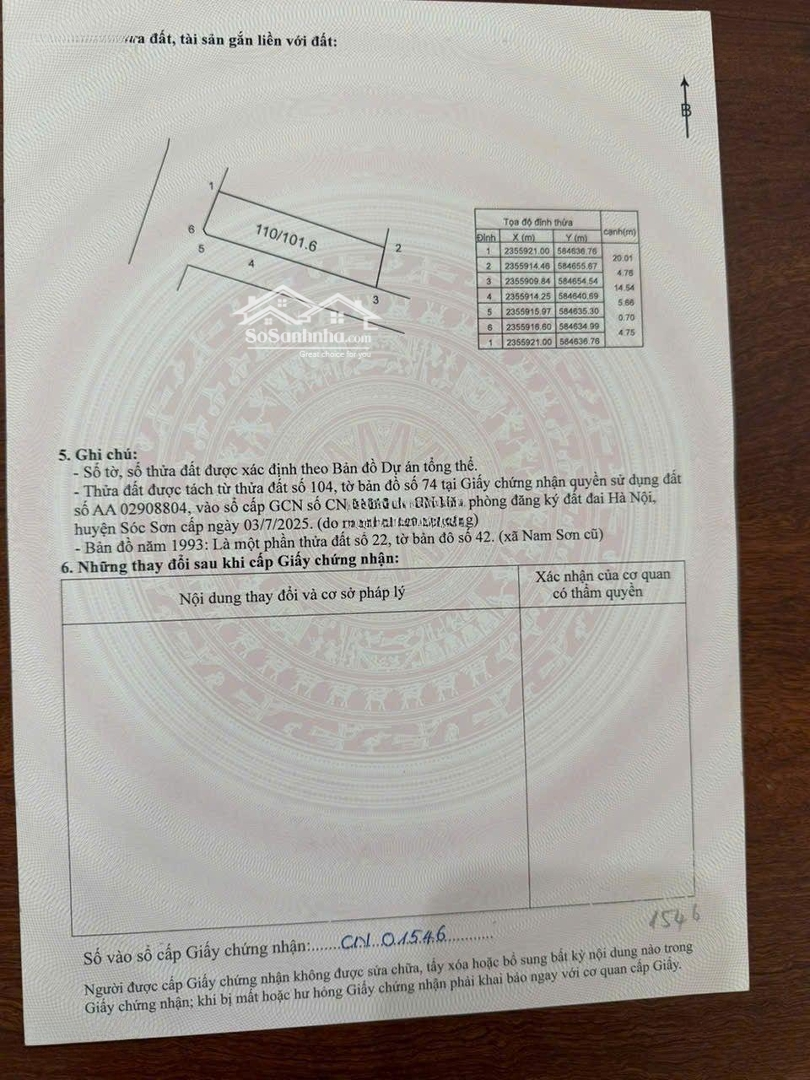 ửa đất, tài sản gắn liền với đất:
B
1
2
3
4
5
6
110/101.6
Tọa độ đỉnh thửa
Đỉnh X (m) Y (m) cạnh(m)
1 2355921.00 584636.76
20.01
2 2355914.46 584655.67
4.76
3 2355909.84 584654.54
14.54
4 2355914.25 584640.69
5.66
5 2355915.97 584635.30
0.70
6 2355916.60 584634.99
4.75
1 2355921.00 584636.76
SoSanhnha.com
Great choice for you
5. Ghi chú:
- Số tờ, số thửa đất được xác định theo Bản đồ Dự án tổng thể.
- Thửa đất được tách từ thửa đất số 104, tờ bản đồ số 74 tại Giấy chứng nhận quyền sử dụng đất
số AA 02908804, vào sổ cấp GCN số CN phòng đăng ký đất đai Hà Nội,
huyện Sóc Sơn cấp ngày 03/7/2025. (do
- Bản đồ năm 1993: Là một phần thửa đất số 22, tờ bản đồ số 42. (xã Nam Sơn cũ)
6. Những thay đổi sau khi cấp Giấy chứng nhận:
Nội dung thay đổi và cơ sở pháp lý
Xác nhận của cơ quan
có thẩm quyền
1546
Số vào sổ cấp Giấy chứng nhận:.......CN..01546............
Người được cấp Giấy chứng nhận không được sửa chữa, tẩy xóa hoặc bổ sung bất kỳ nội dung nào trong
Giấy chứng nhận; khi bị mất hoặc hư hỏng Giấy chứng nhận phải khai báo ngay với cơ quan cấp Giấy.